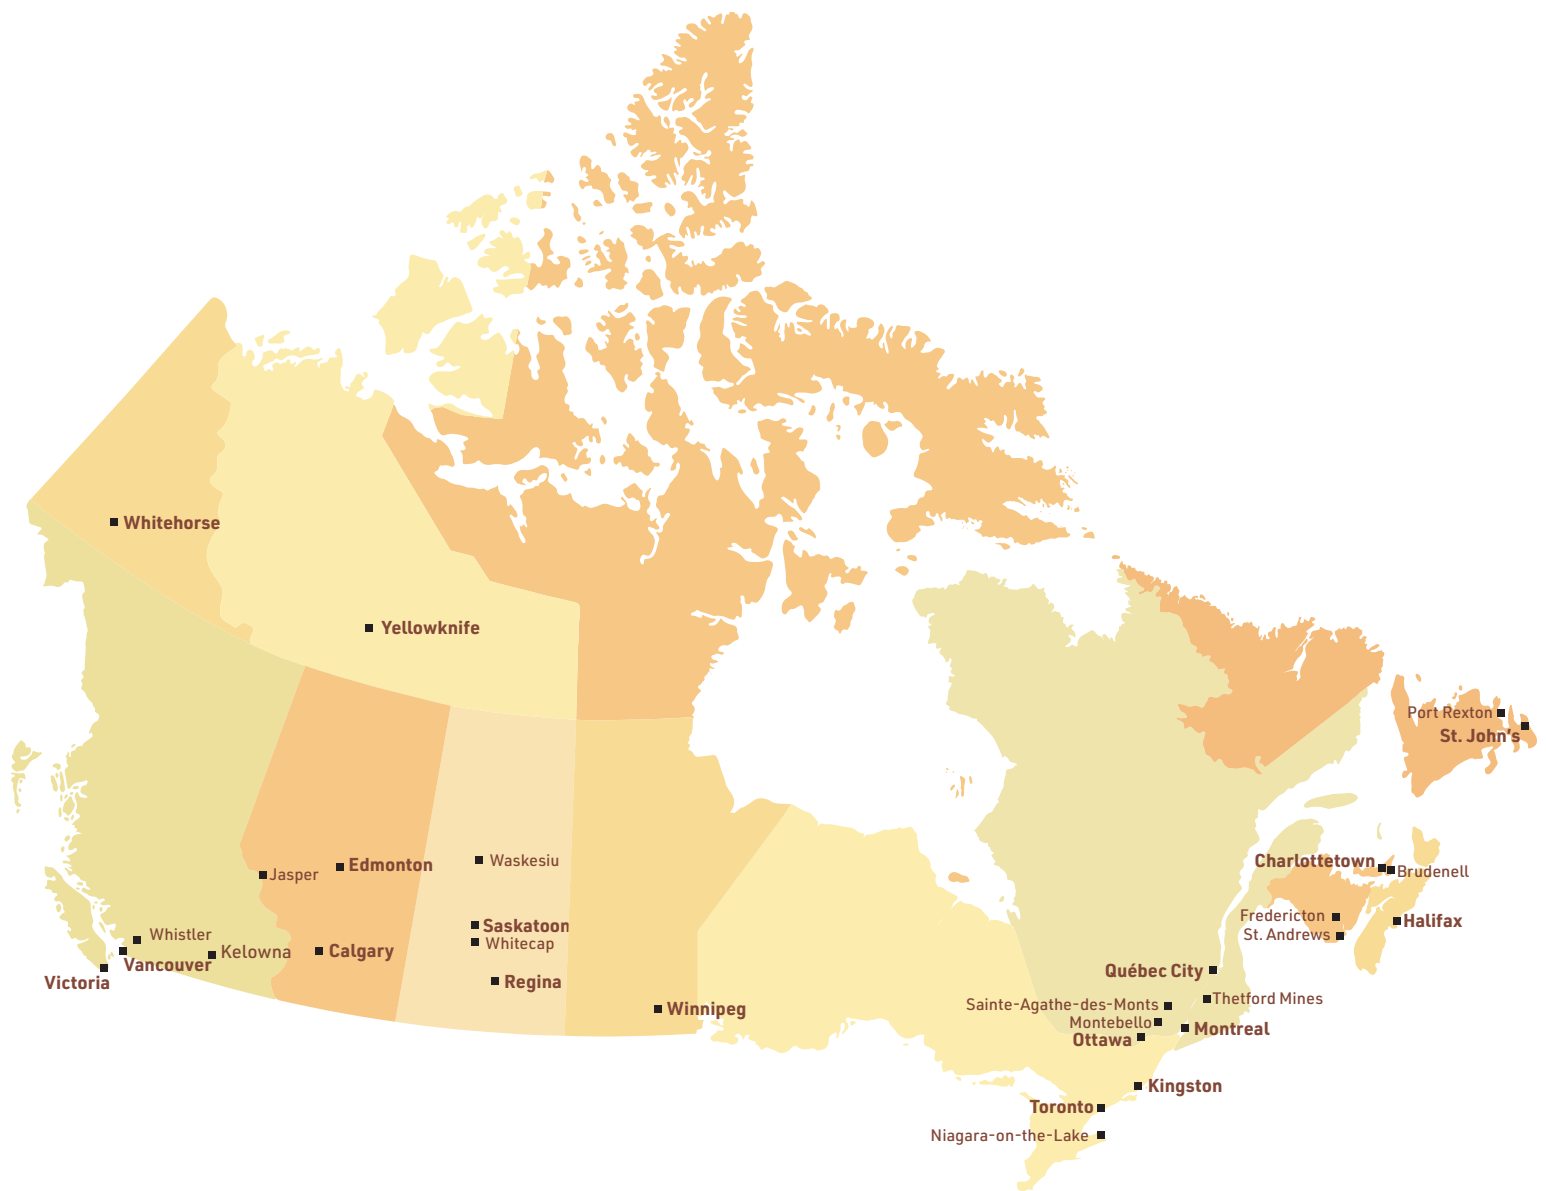 Whitehorse
Yellowknife
Port Rexton
St. John's
Waskesiu
Charlottetown
Edmonton
Brudenell
Jasper
Fredericton
Halifax
Saskatoon
St. Andrews
Whistler
Whitecap
Kelowna
Calgary
Vancouver
Québec City
Victoria
Regina
Thetford Mines
Sainte-Agathe-des-Monts
Winnipeg
Montebello
Montreal
Ottawa
Kingston
Toronto
Niagara-on-the-Lake